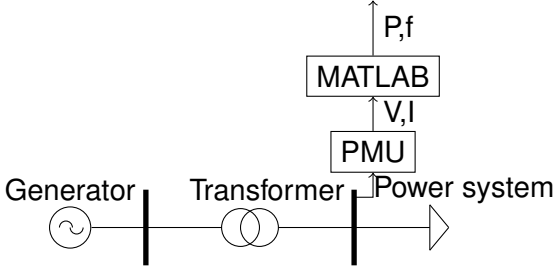 P,f
MATLAB
V,I
PMU
Generator
Transformer
Power system